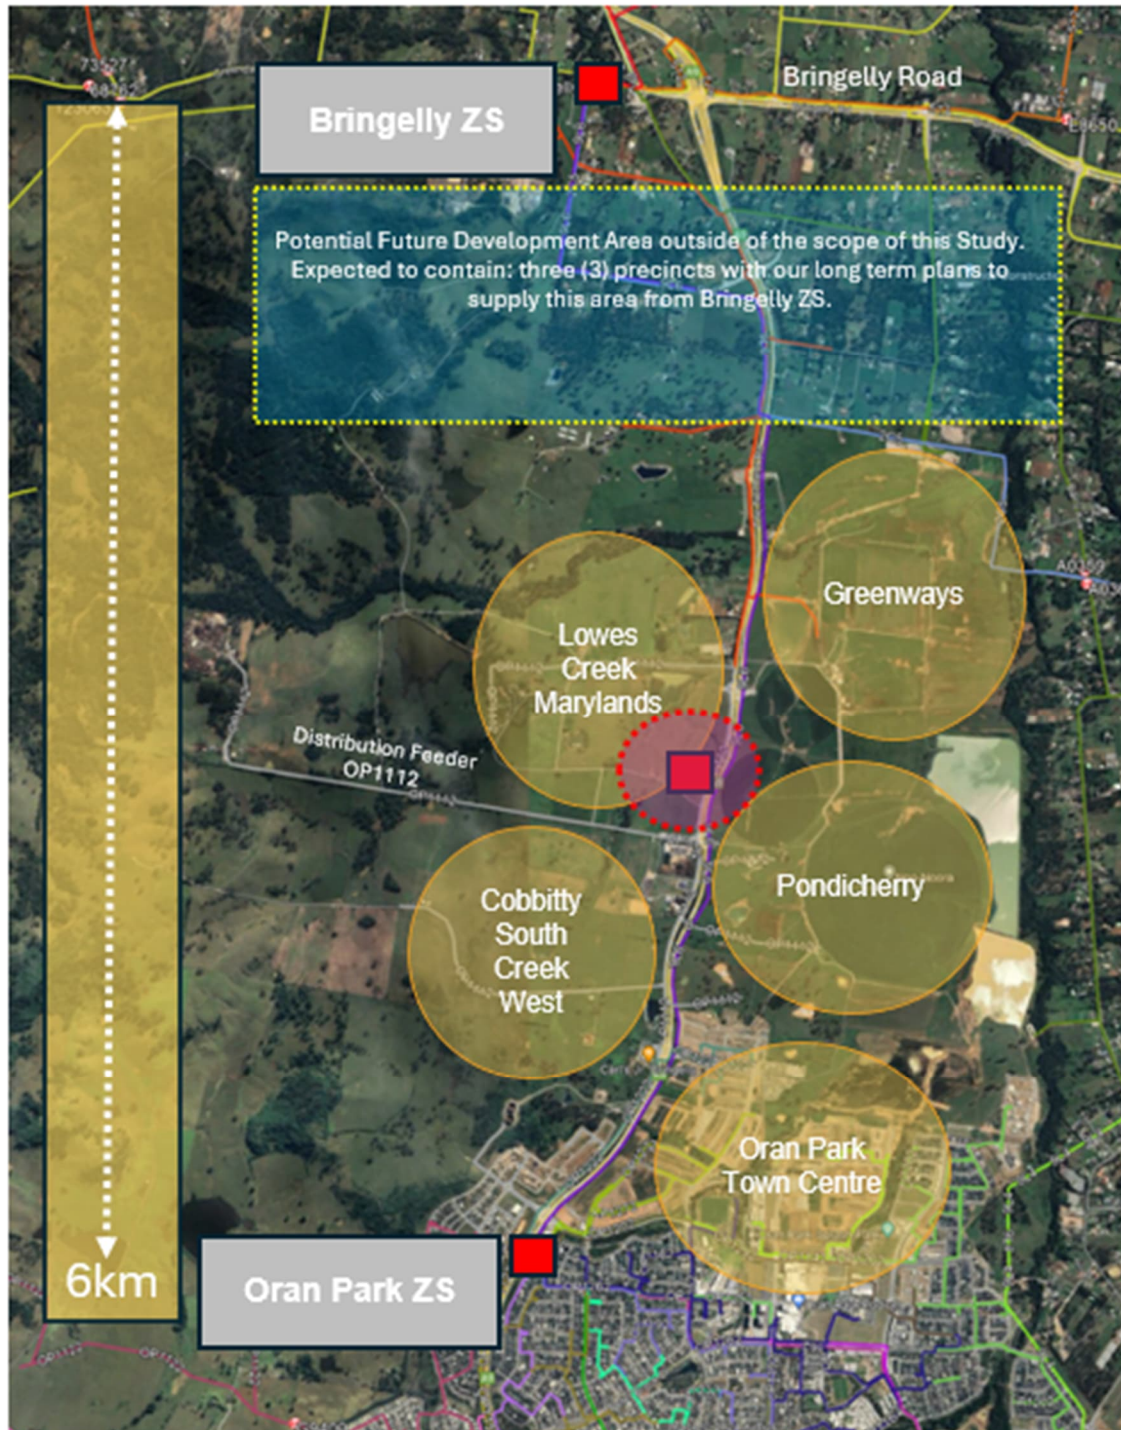 Bringelly Road
Bringelly ZS
Potential Future Development Area outside of the scope of this Study.
Expected to contain: three (3) precincts with our long term plans to
supply this area from Bringelly ZS.
Greenways
Lowes
Creek
Marylands
Distribution Feeder
OP1112
OP1112
Cobbitty
South
Creek
West
Pondicherry
Oran Park
Town Centre
6km
Oran Park ZS